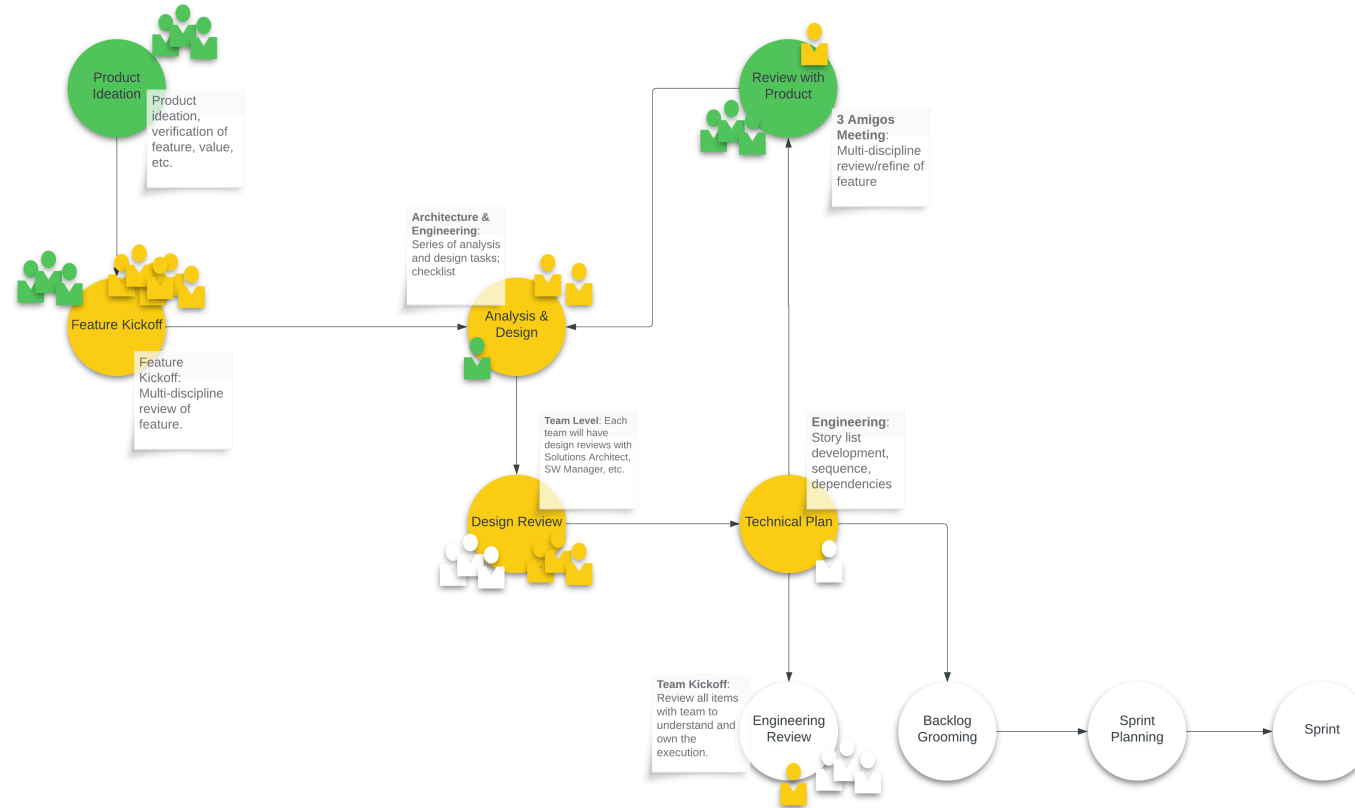 Product
Ideation
Product
ideation,
verification of
feature, value,
etc.
Review with
Product
3 Amigos
Meeting:
Multi-discipline
review/refine of
feature
Architecture &
Engineering:
Series of analysis
and design tasks;
checklist
Feature Kickoff
Analysis &
Design
Feature
Kickoff:
Multi-discipline
review of
feature.
Team Level: Each
team will have
design reviews with
Solutions Architect,
SW Manager, etc.
Engineering:
Story list
development,
sequence,
dependencies
Design Review
Technical Plan
Team Kickoff:
Review all items
with team to
understand and
own the
execution.
Engineering
Review
Backlog
Grooming
Sprint
Planning
Sprint